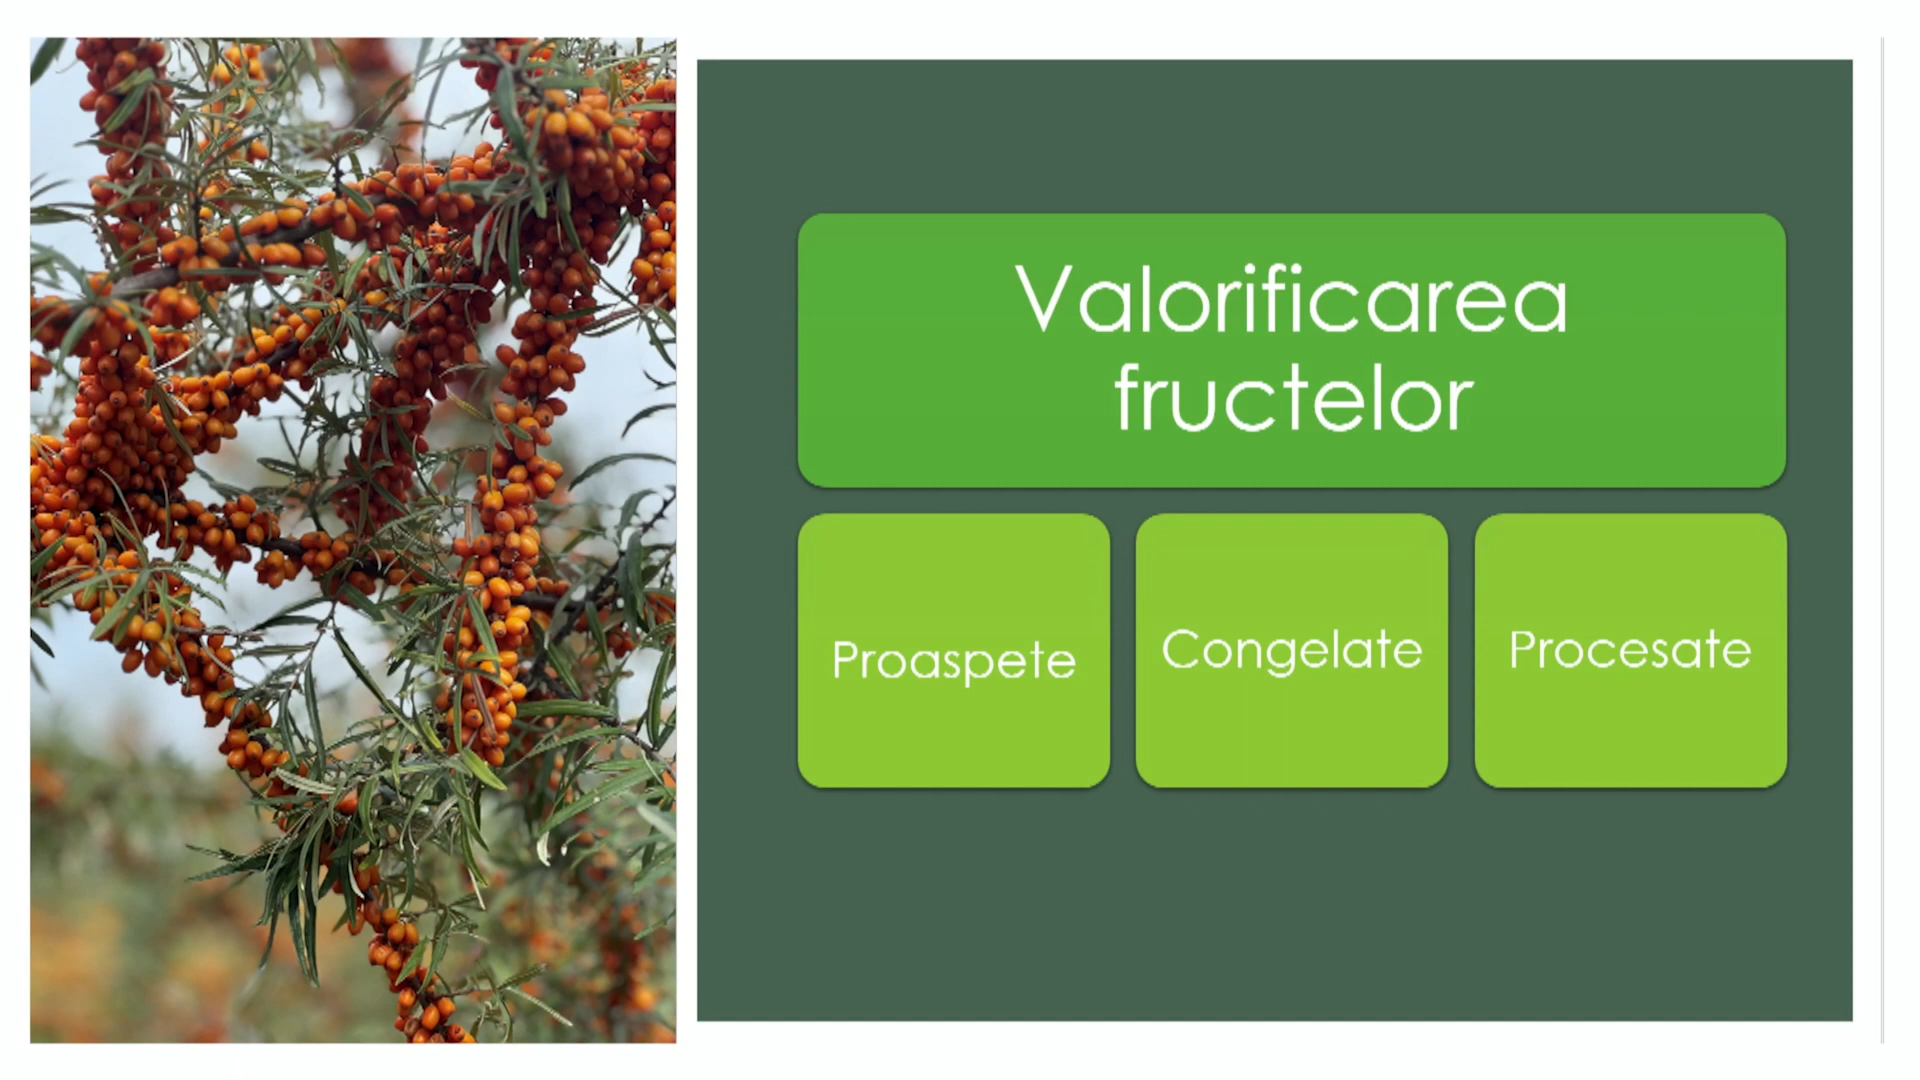 Valorificarea
fructelor
Proaspete
Congelate
Procesate